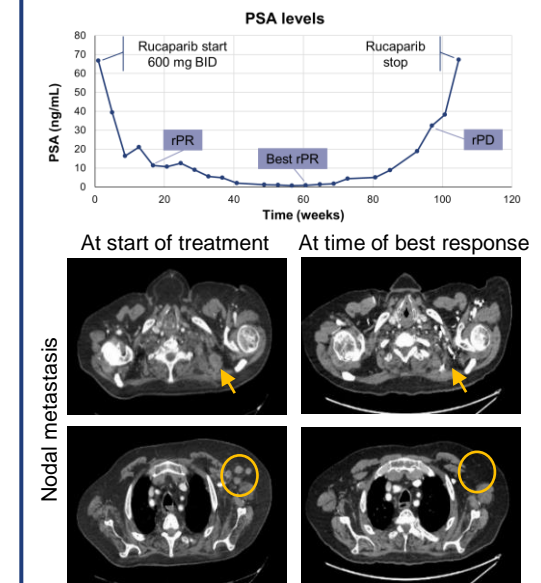 PSA levels
80
70
60
50
40
30
20
10
0
PSA (ng/mL)
Rucaparib start
600 mg BID
Rucaparib
stop
rPR
Best rPR
rPD
0 20 40 60 80 100 120
Time (weeks)
At start of treatment At time of best response
Nodal metastasis